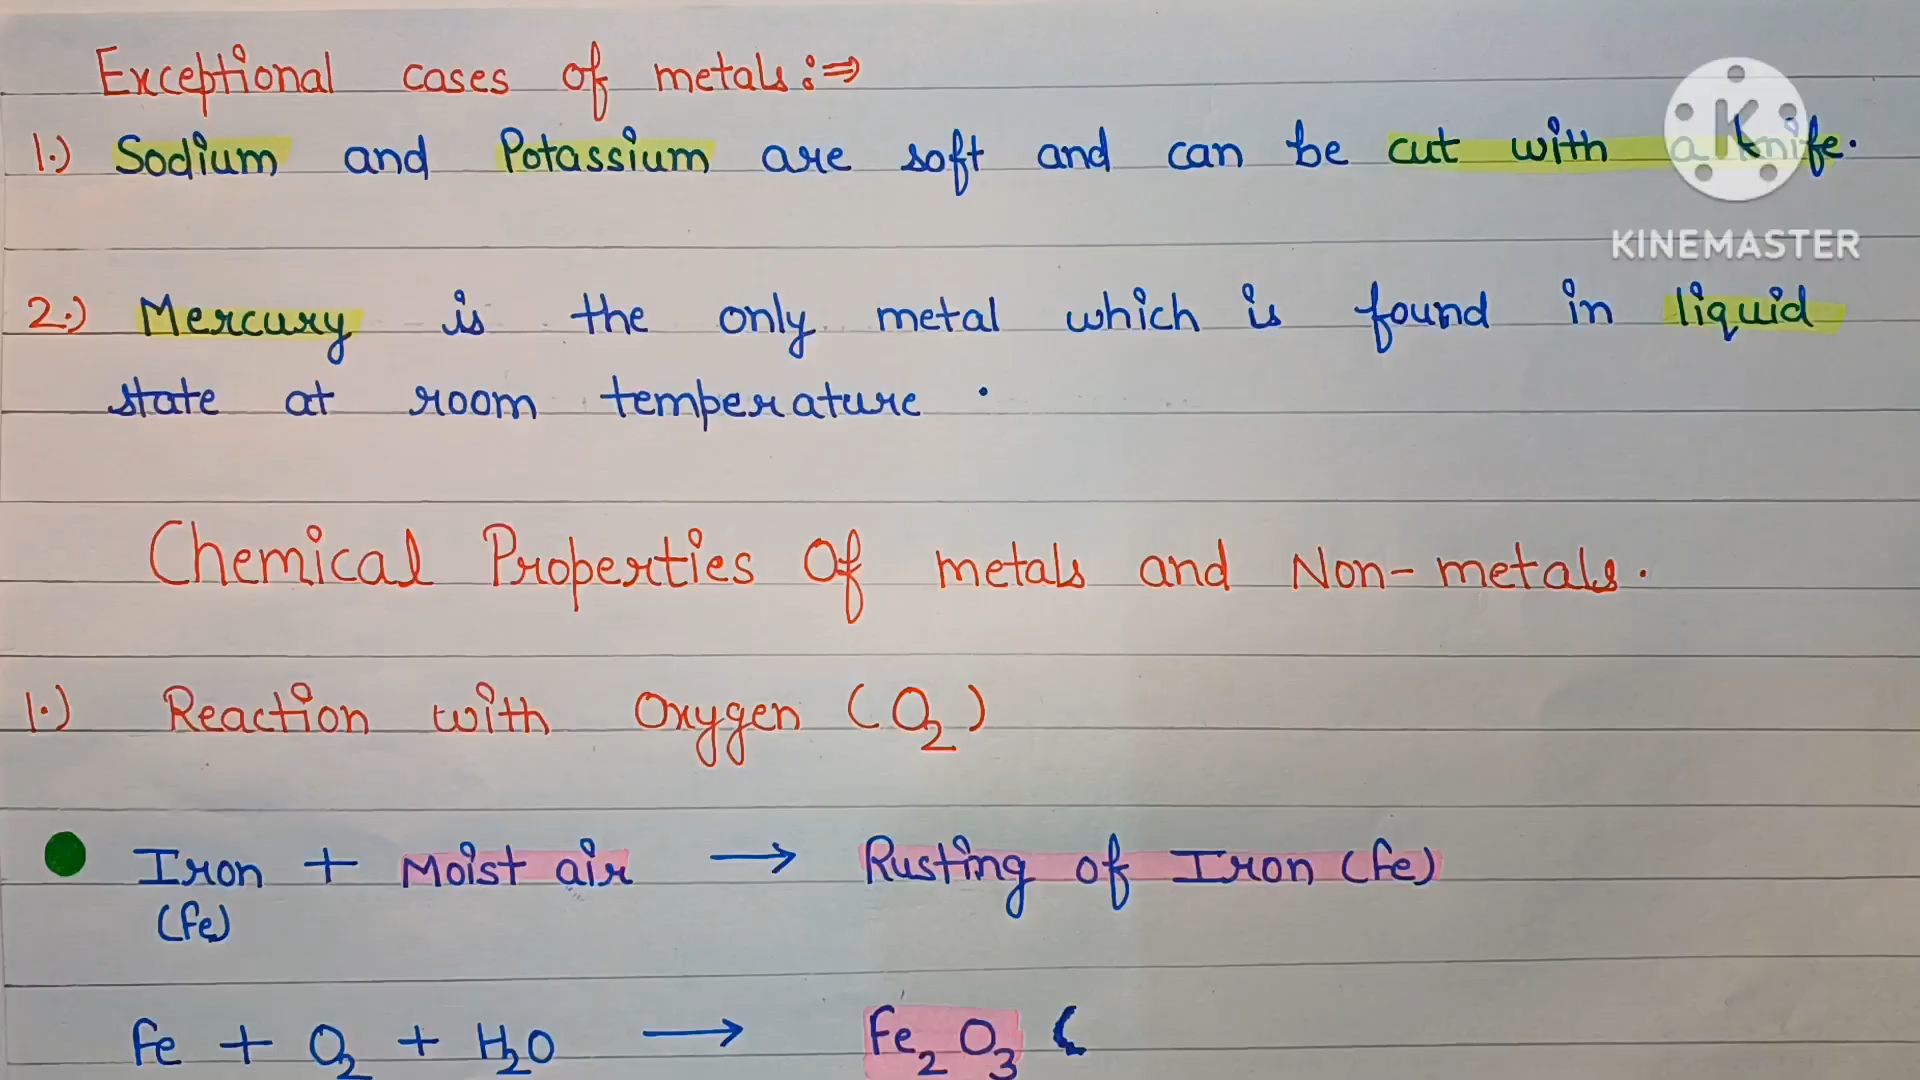 Exceptional cases of metals:⇒
1.) Sodium and Potassium are soft and can be cut with a knife.
K
KINEMASTER
2.) Mercury is the only metal which is found in liquid
state at room temperature.
Chemical Properties Of metals and Non-metals.
1.) Reaction with Oxygen (O₂)
Iron + Moist air → Rusting of Iron (Fe)
(Fe)
Fe + O₂ + H₂O → Fe₂O₃ (